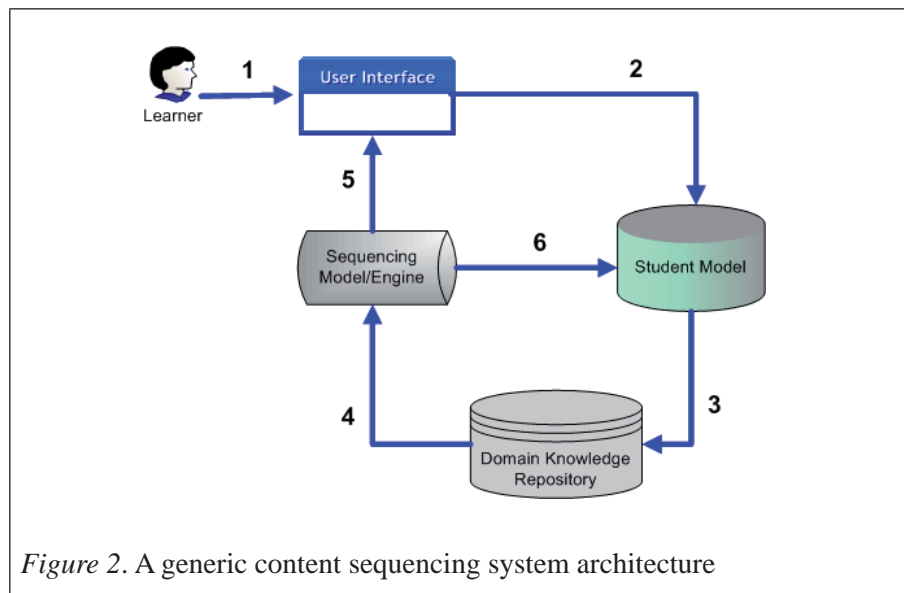 1
User Interface
2
Learner
5
Sequencing
Model/Engine
6
Student Model
4
3
Domain Knowledge
Repository
Figure 2. A generic content sequencing system architecture